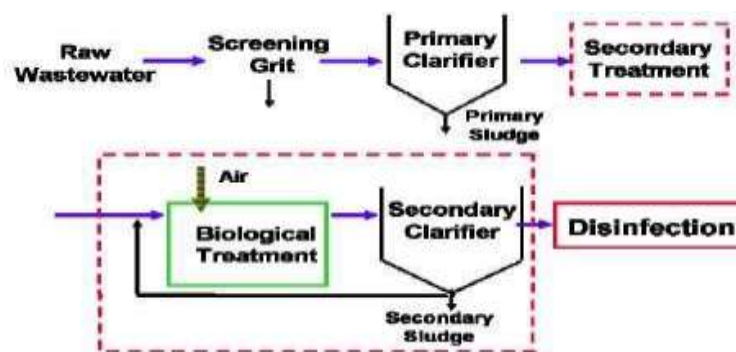 Raw
Wastewater
Screening
Grit
Primary
Clarifier
Secondary
Treatment
Primary
Sludge
Air
Biological
Treatment
Secondary
Clarifier
Disinfection
Secondary
Sludge